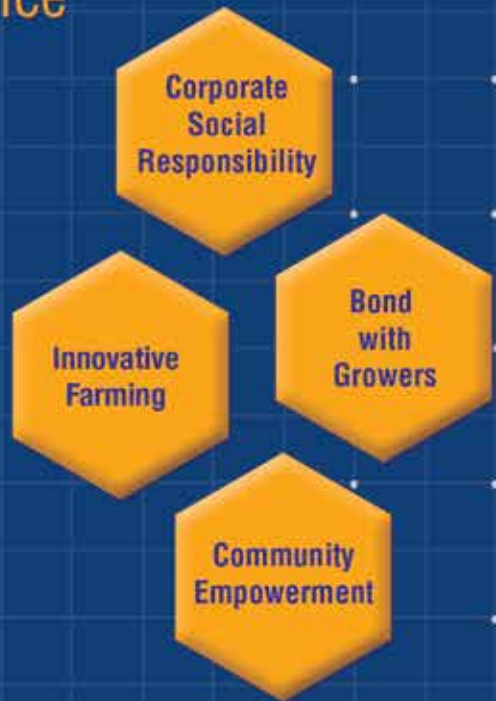 Corporate
Social
Responsibility
Bond
with
Growers
Innovative
Farming
Community
Empowerment